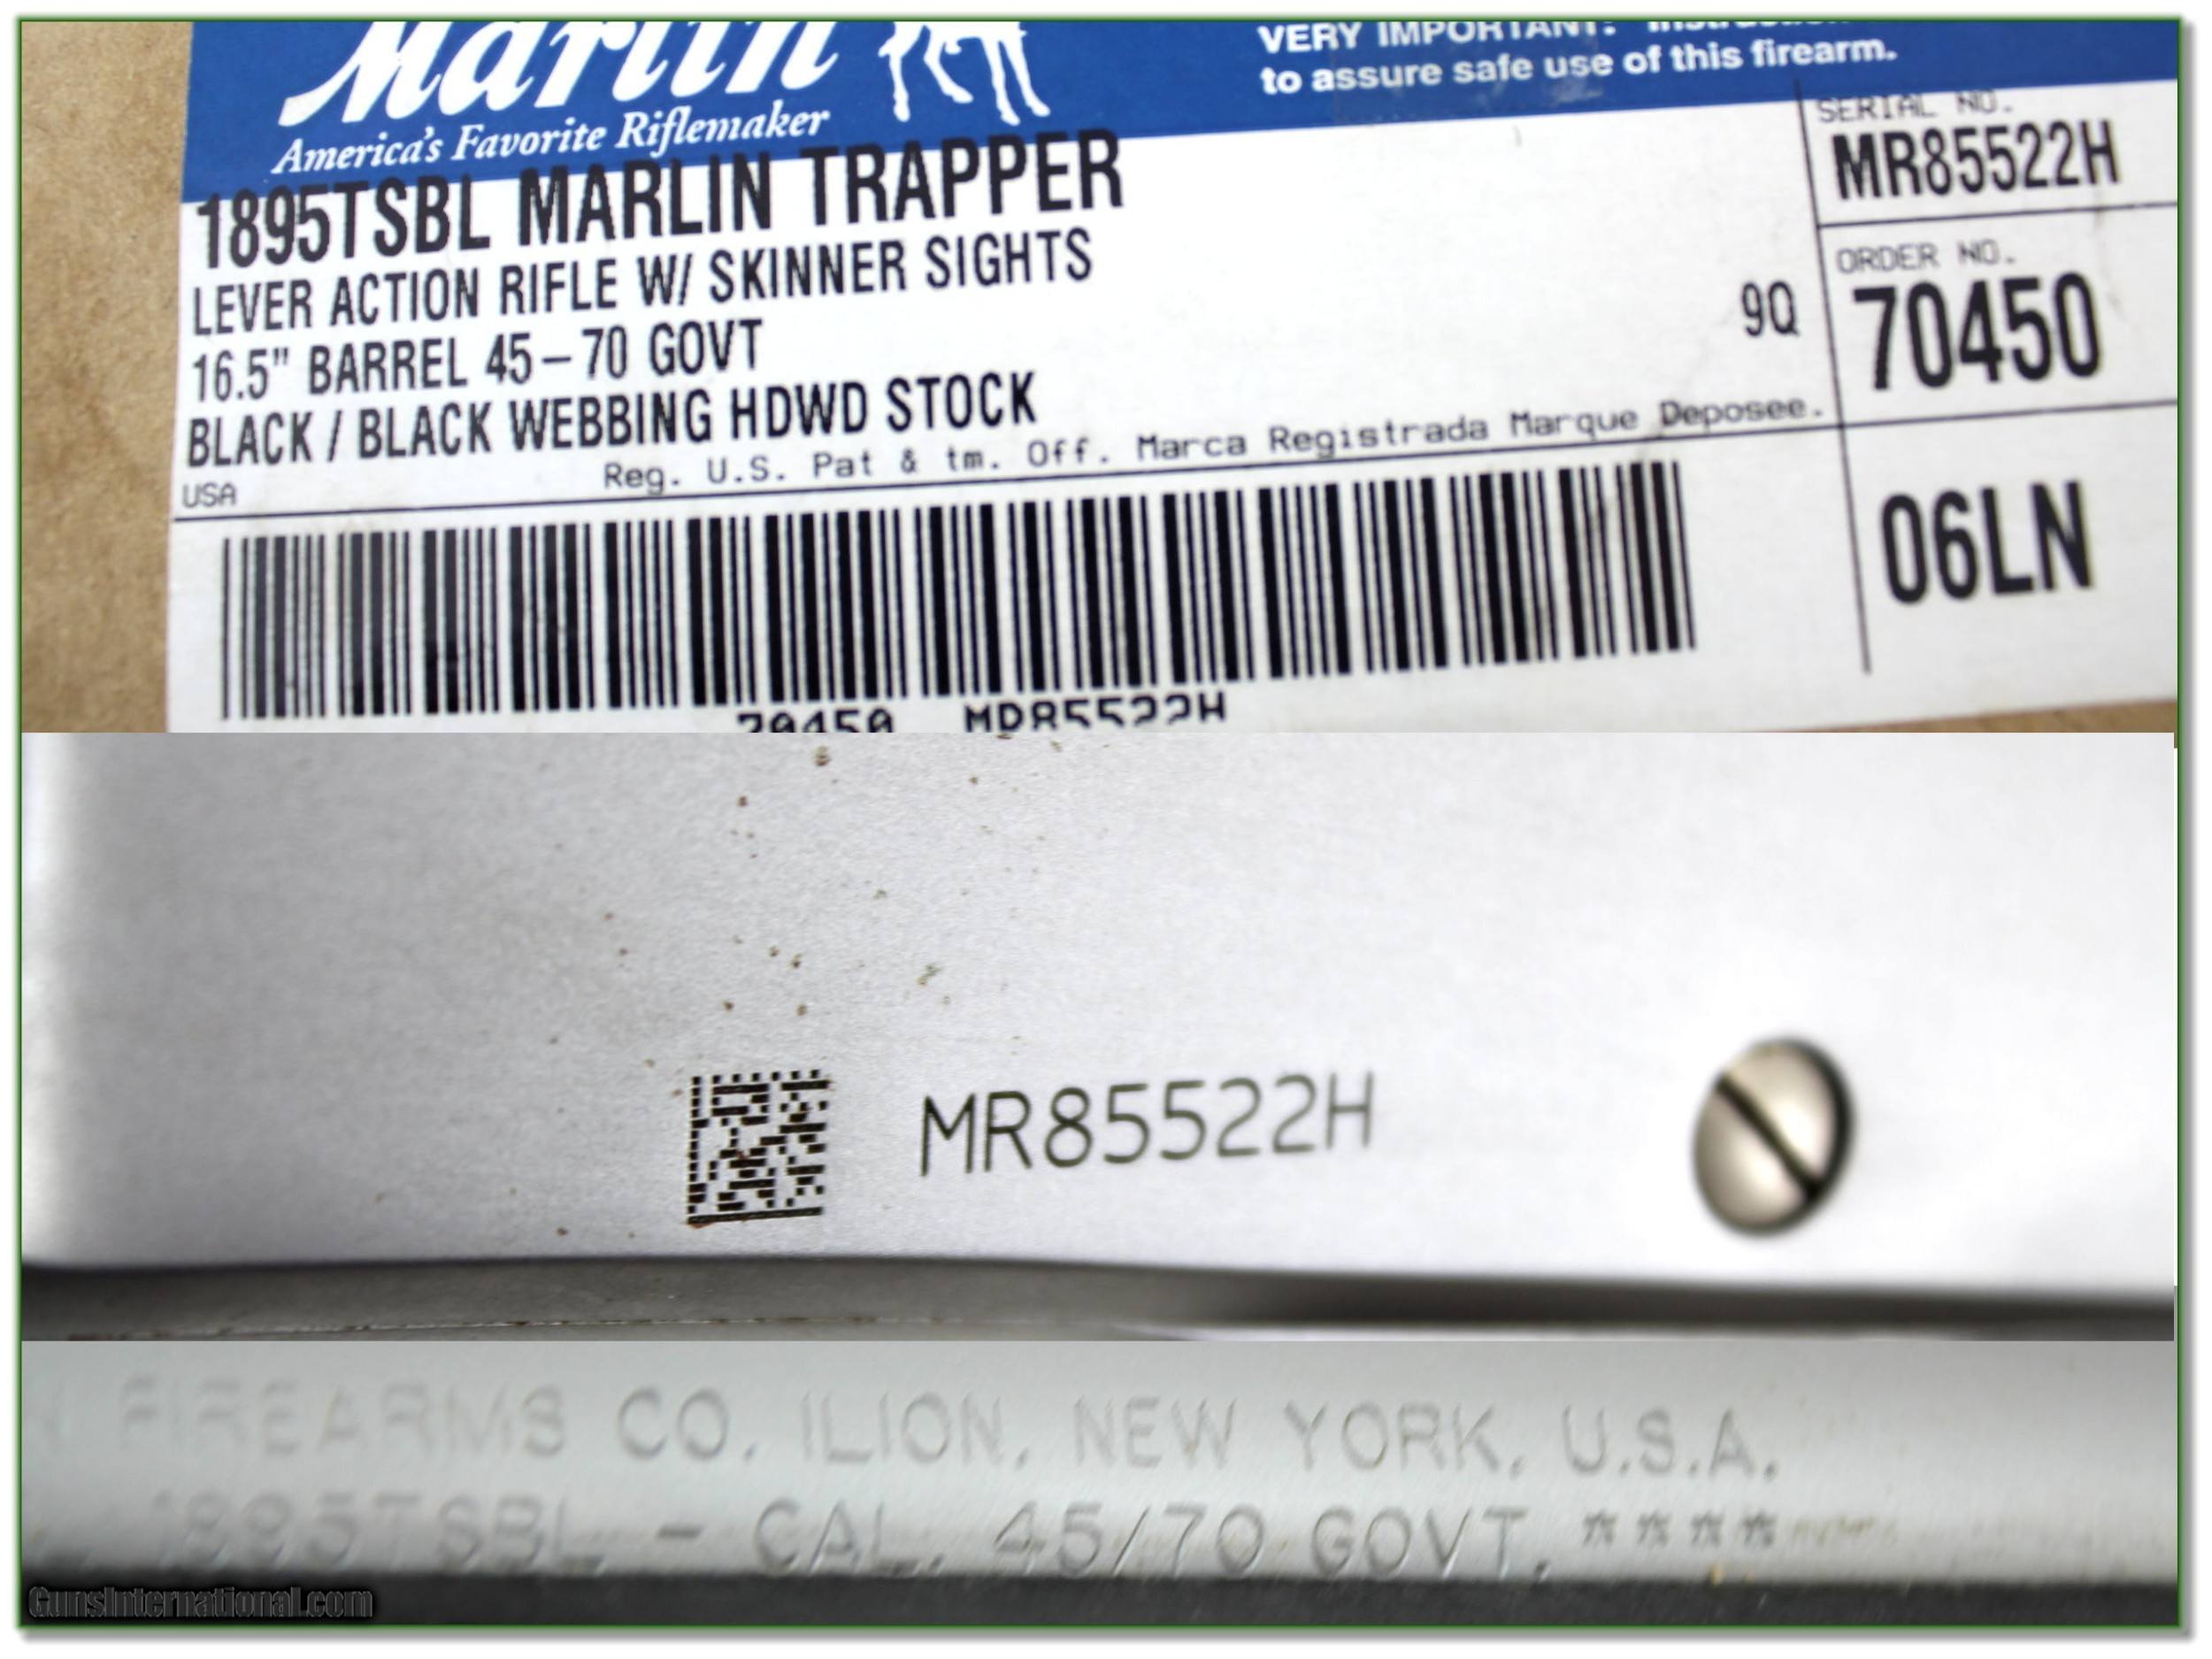 Marlin
America's Favorite Riflemaker
VERY IMPORTANT:
to assure safe use of this firearm.
1895TSBL MARLIN TRAPPER
LEVER ACTION RIFLE W/ SKINNER SIGHTS
16.5" BARREL 45-70 GOVT
BLACK / BLACK WEBBING HDWD STOCK
9Q
USA
Reg. U.S. Pat & tm. Off. Marca Registrada Marque Deposee.
SERIAL NO.
MR85522H
ORDER NO.
70450
06LN
70450 MR85522H
MR85522H
FIREARMS CO. ILION, NEW YORK, U.S.A.
1895TSBL - CAL. 45/70 GOVT. ****
GunsInternational.com